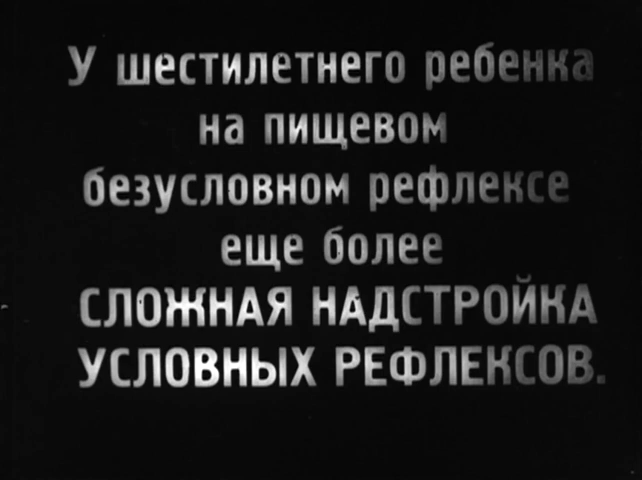 У шестилетнего ребенка
на пищевом
безусловном рефлексе
еще более
СЛОЖНАЯ НАДСТРОЙКА
УСЛОВНЫХ РЕФЛЕКСОВ.